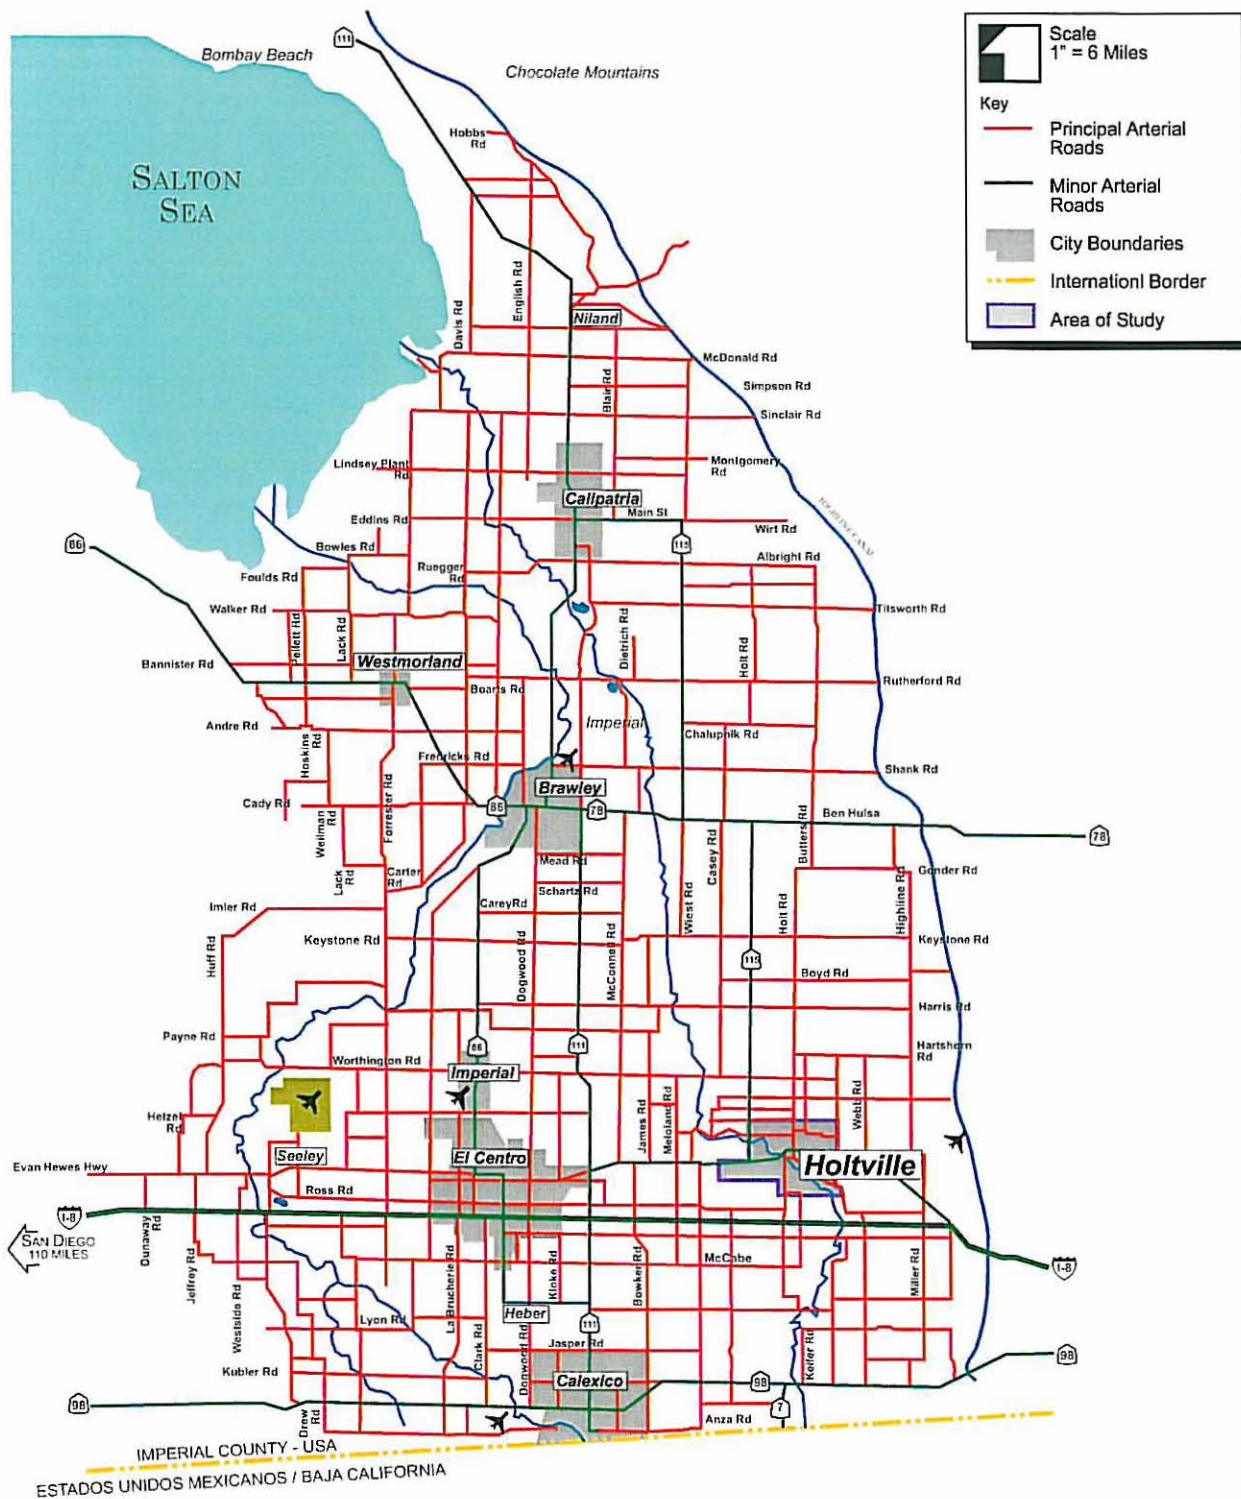 111
Bombay Beach
Chocolate Mountains
SALTON
SEA
Scale
1" = 6 Miles
Key
Principal Arterial
Roads
Minor Arterial
Roads
City Boundaries
Internationl Border
Area of Study
Hobbs
Rd
English Rd
Davis Rd
Niland
McDonald Rd
Blair Rd
Simpson Rd
Sinclair Rd
Lindsey Plant
Rd
Montgomery
Rd
Calipatria
Main St
Eddins Rd
Wirt Rd
86
115
Bowles Rd
Albright Rd
Foulds Rd
Ruegger
Rd
Walker Rd
Titsworth Rd
Pellett Rd
Lack Rd
Dietrich Rd
Holt Rd
Bannister Rd
Westmorland
Boarts Rd
Rutherford Rd
Andre Rd
Imperial
Chalupnik Rd
Hoskins
Rd
Fredricks Rd
Shank Rd
Brawley
Cady Rd
Forrester Rd
86
78
Ben Hulsa
78
Weilman
Rd
Butters Rd
Mead Rd
Casey Rd
Lack
Rd
Carter
Rd
Schartz Rd
Gonder Rd
Highline Rd
Imler Rd
CareyRd
Wiest Rd
Holt Rd
Keystone Rd
Keystone Rd
Huff Rd
Dogwood Rd
McConnell Rd
115
Boyd Rd
Harris Rd
Payne Rd
86
111
Hartshorn
Rd
Worthington Rd
Imperial
Webb Rd
Hetzel
Rd
James Rd
Meloland Rd
Seeley
El Centro
Holtville
Evan Hewes Hwy
Ross Rd
I-8
SAN DIEGO
110 MILES
Dunaway
Rd
Jeffrey Rd
Westside Rd
La Brucherie Rd
Kloke Rd
Bowker Rd
McCabe
Miller Rd
I-8
Lyon Rd
Heber
111
Clark Rd
Dogwood Rd
Jasper Rd
Keifer Rd
98
Kubler Rd
Calexico
98
98
7
Drew
Rd
Anza Rd
IMPERIAL COUNTY - USA
ESTADOS UNIDOS MEXICANOS / BAJA CALIFORNIA